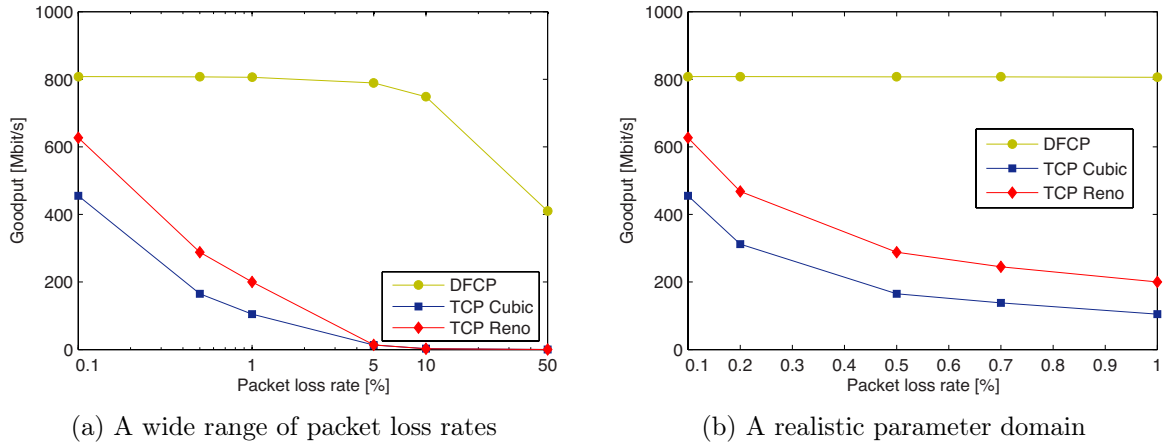 1000
800
600
400
200
0
Goodput [Mbit/s]
DFCP
TCP Cubic
TCP Reno
0.1 1 5 10 50
Packet loss rate [%]
(a) A wide range of packet loss rates
1000
800
600
400
200
0
Goodput [Mbit/s]
DFCP
TCP Cubic
TCP Reno
0.1 0.2 0.3 0.4 0.5 0.6 0.7 0.8 0.9 1
Packet loss rate [%]
(b) A realistic parameter domain